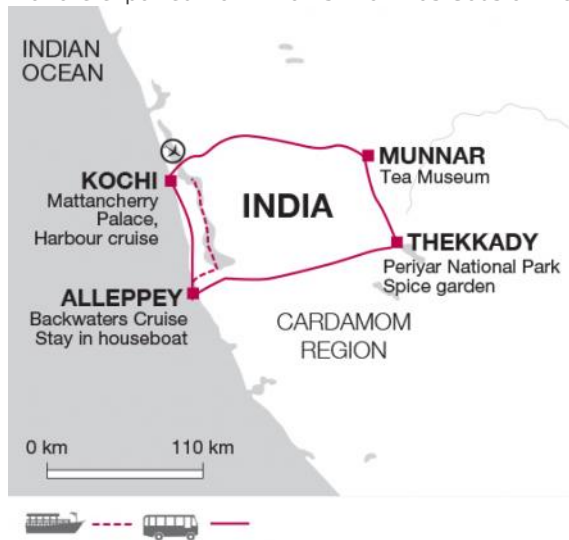 INDIAN
OCEAN
MUNNAR
Tea Museum
KOCHI
Mattancherry
Palace,
Harbour cruise
INDIA
THEKKADY
Periyar National Park
Spice garden
ALLEPPEY
Backwaters Cruise
Stay in houseboat
CARDAMOM
REGION
0 km 110 km